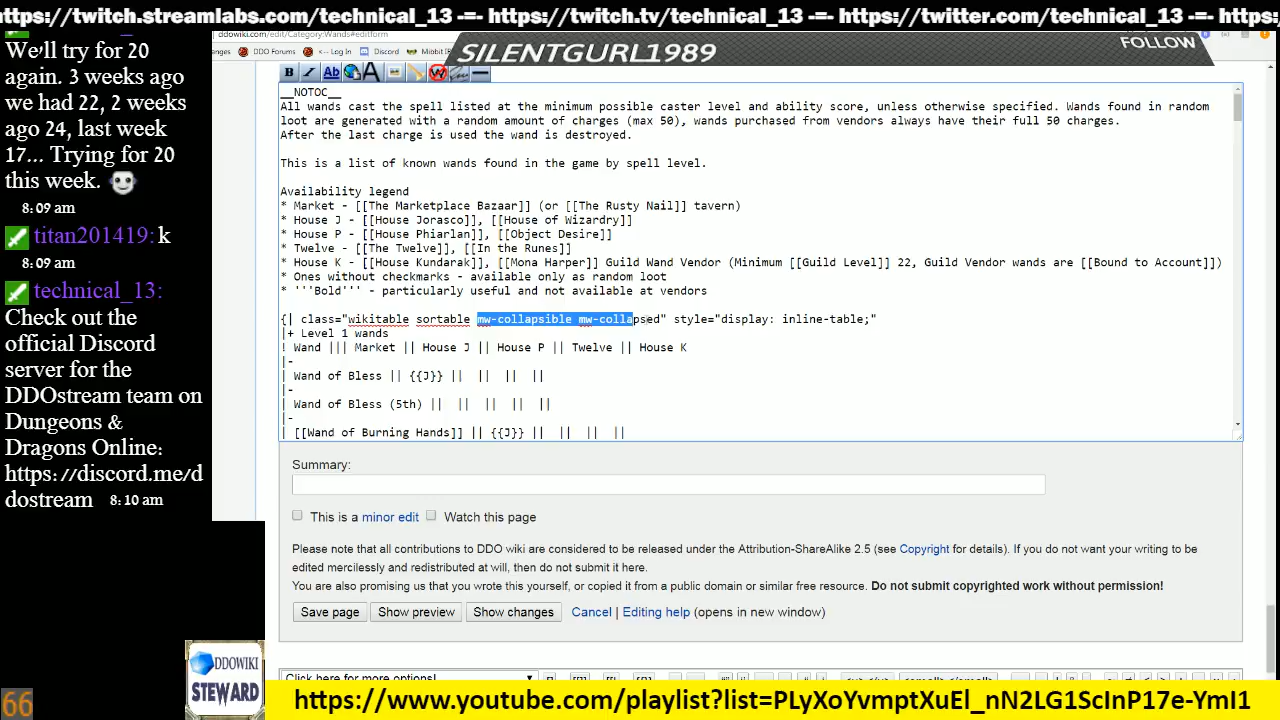 https://twitch.streamlabs.com/technical_13 -=- https://twitch.tv/technical_13 -=- https://twitter.com/technical_13 -=- https:
ddowiki.com/edit/Category:Wands#editform
DDO Forums
<- Log In
Discord
SILENTGURL1989
FOLLOW
We'll try for 20
again. 3 weeks ago
we had 22, 2 weeks
ago 24, last week
17... Trying for 20
this week.
8:09 am
titan201419: k
8:09 am
technical_13:
Check out the
official Discord
server for the
DDOstream team on
Dungeons &
Dragons Online:
https://discord.me/d
dostream 8:10 am
__NOTOC__
All wands cast the spell listed at the minimum possible caster level and ability score, unless otherwise specified. Wands found in random
loot are generated with a random amount of charges (max 50), wands purchased from vendors always have their full 50 charges.
After the last charge is used the wand is destroyed.
This is a list of known wands found in the game by spell level.
Availability legend
* Market - [[The Marketplace Bazaar]] (or [[The Rusty Nail]] tavern)
* House J - [[House Jorasco]], [[House of Wizardry]]
* House P - [[House Phiarlan]], [[Object Desire]]
* Twelve - [[The Twelve]], [[In the Runes]]
* House K - [[House Kundarak]], [[Mona Harper]] Guild Wand Vendor (Minimum [[Guild Level]] 22, Guild Vendor wands are [[Bound to Account]])
* Ones without checkmarks - available only as random loot
* '''Bold''' - particularly useful and not available at vendors
{| class="wikitable sortable mw-collapsible mw-collapsed" style="display: inline-table;"
|+ Level 1 wands
! Wand ||| Market || House J || House P || Twelve || House K
|-
| Wand of Bless || {{J}} || || || ||
|-
| Wand of Bless (5th) || || || || ||
|-
| [[Wand of Burning Hands]] || {{J}} || || || ||
Summary:
This is a minor edit Watch this page
Please note that all contributions to DDO wiki are considered to be released under the Attribution-ShareAlike 2.5 (see Copyright for details). If you do not want your writing to be
edited mercilessly and redistributed at will, then do not submit it here.
You are also promising us that you wrote this yourself, or copied it from a public domain or similar free resource. Do not submit copyrighted work without permission!
Save page Show preview Show changes Cancel | Editing help (opens in new window)
Click here for more!
DDOWIKI
STEWARD
66
https://www.youtube.com/playlist?list=PLyXoYvmptXuEl_nN2LG1ScInP17e-YmI1